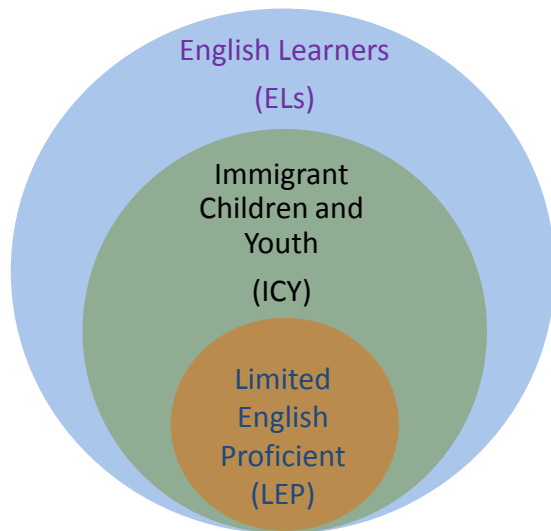 English Learners
(ELs)
Immigrant
Children and
Youth
(ICY)
Limited
English
Proficient
(LEP)